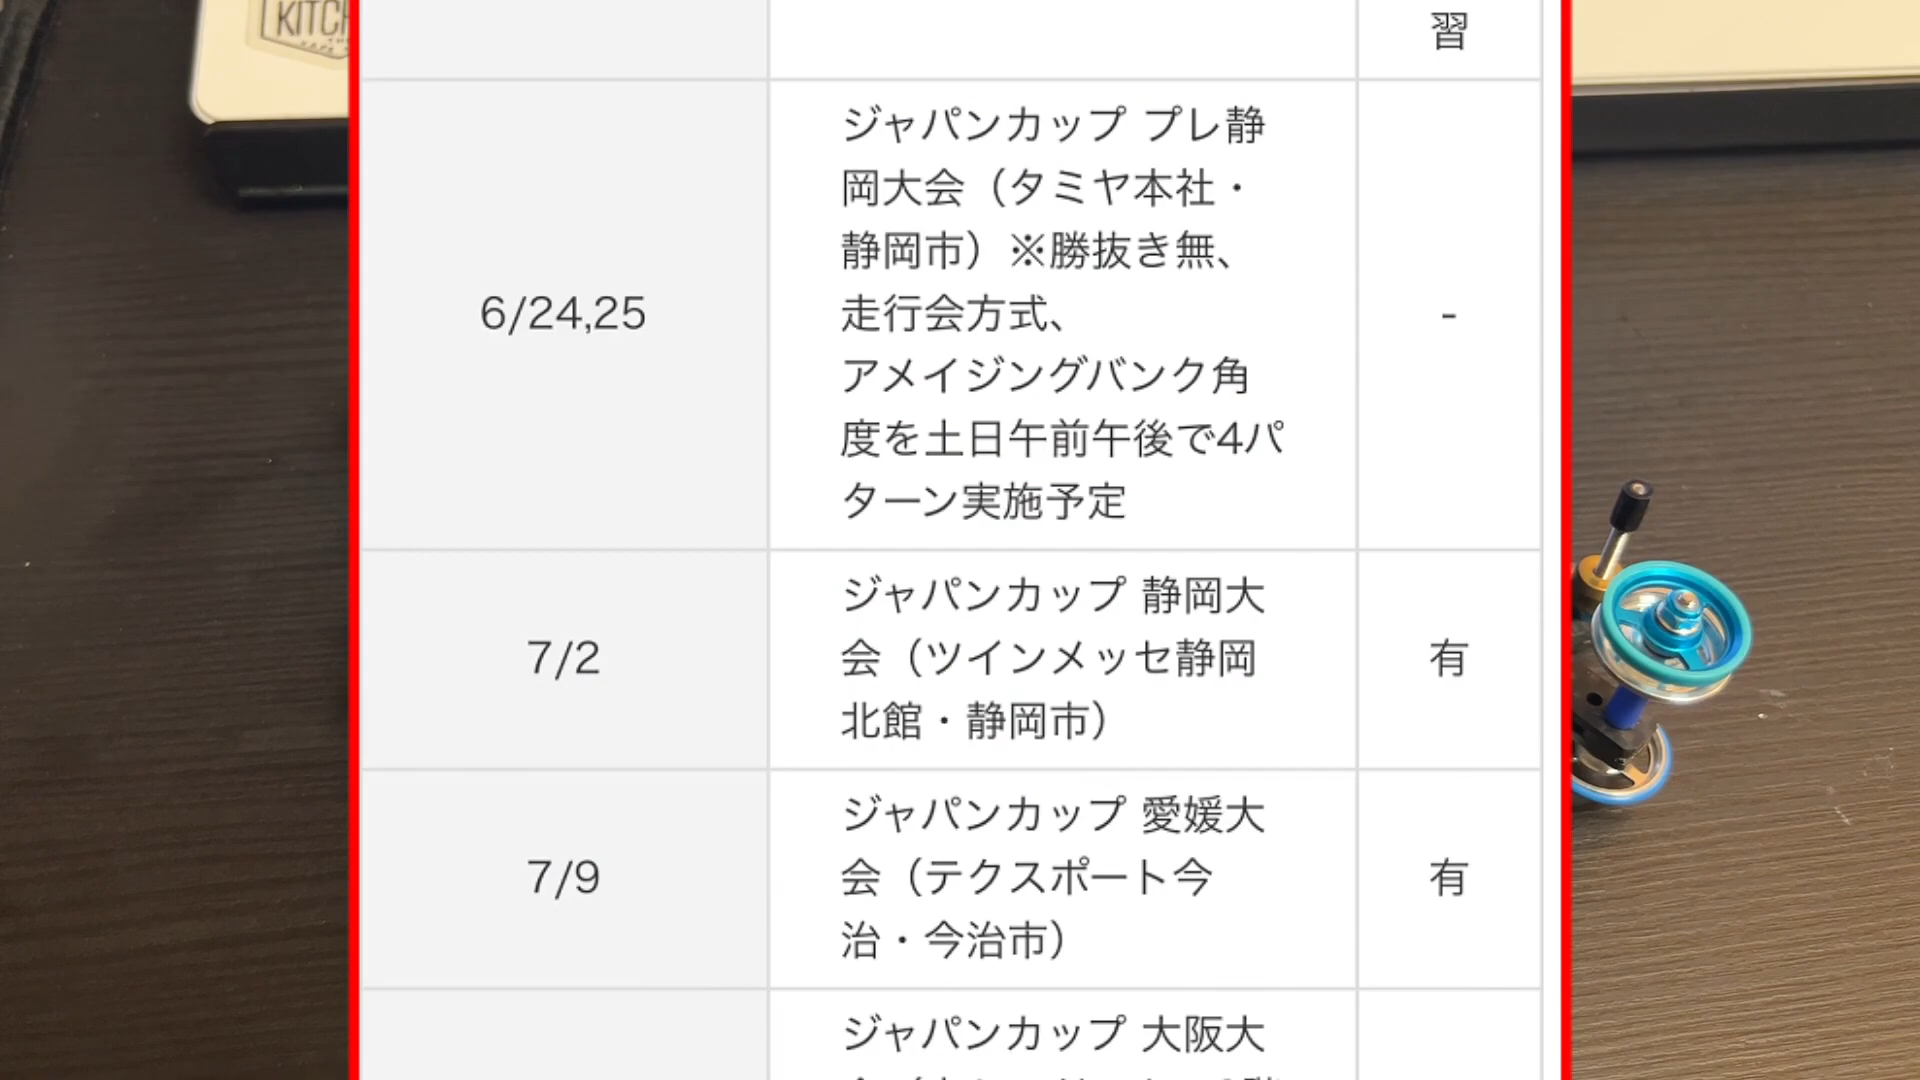 KITCH
習
6/24,25
ジャパンカップ プレ静
岡大会（タミヤ本社・
静岡市）※勝抜き無、
走行会方式、
アメイジングバンク角
度を土日午前午後で4パ
ターン実施予定
-
7/2
ジャパンカップ 静岡大
会（ツインメッセ静岡
北館・静岡市）
有
7/9
ジャパンカップ 愛媛大
会（テクスポート今
治・今治市）
有
ジャパンカップ 大阪大